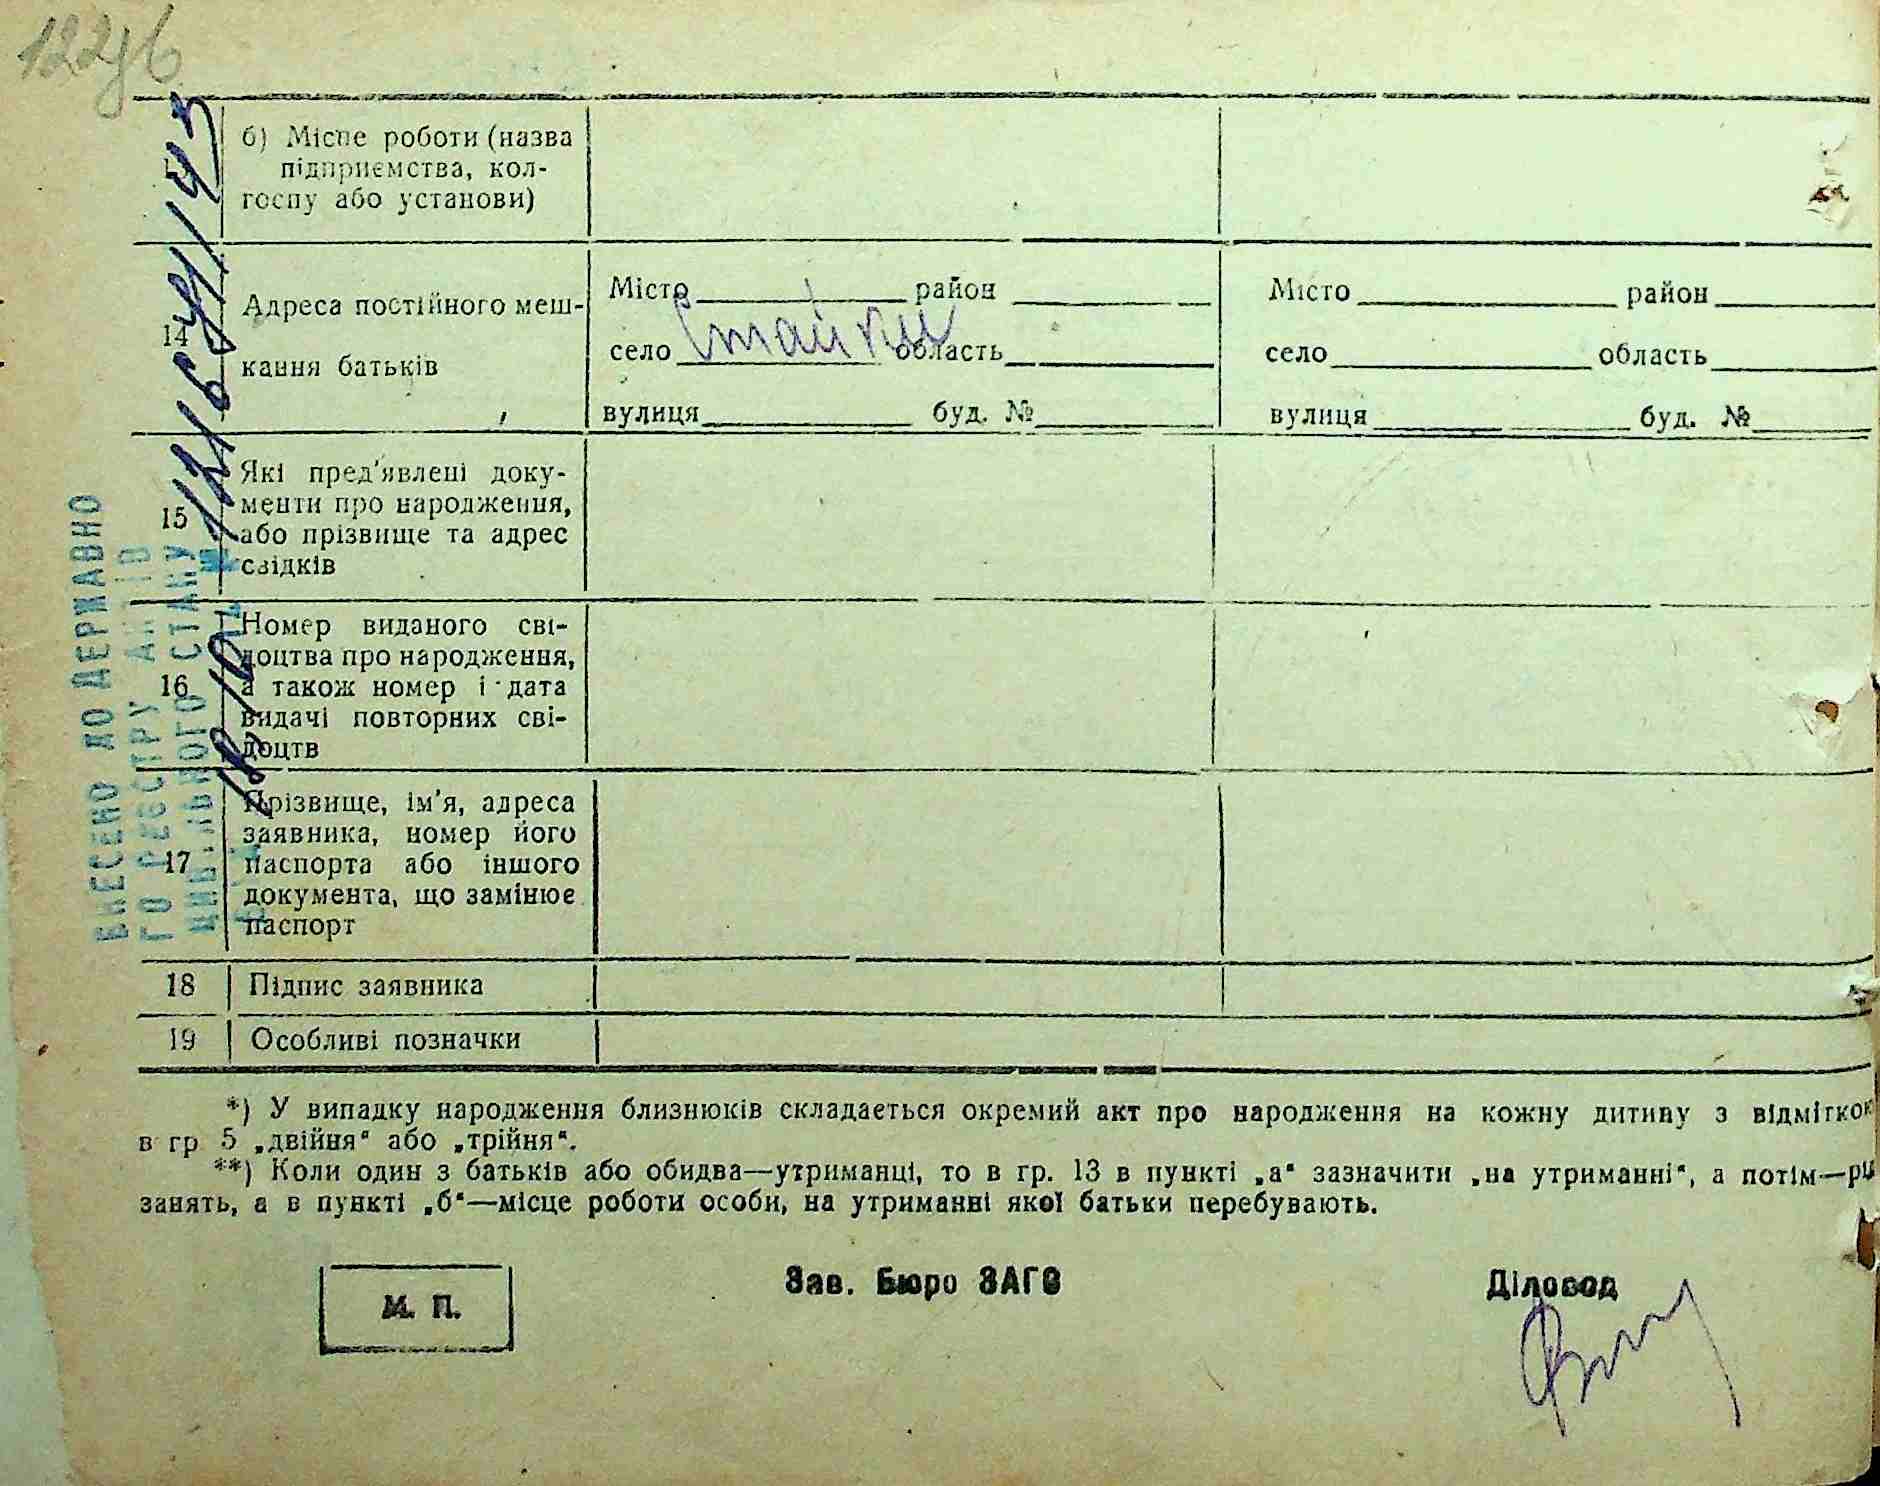 б) Місце роботи (назва
підприємства, кол-
госпу або установи)
14
Адреса постійного меш-
кання батьків
Місто район
село Стайки область
вулиця буд. №
Місто район
село область
вулиця буд. №
15
Які пред'явлені доку-
менти про народження,
або прізвище та адрес
свідків
16
Номер виданого сві-
доцтва про народження,
а також номер і дата
видачі повторних сві-
доцтв
17
Прізвище, ім'я, адреса
заявника, номер його
паспорта або іншого
документа, що замінює
паспорт
18 Підпис заявника
19 Особливі позначки
ВНЕСЕНО ДО ДЕРЖАВНО
ГО РЕЄСТРУ АКТІВ
ЦИВІЛЬНОГО СТАНУ
*) У випадку народження близнюків складається окремий акт про народження на кожну дитину з відміткою
в гр 5 „двійня“ або „трійня“.
**) Коли один з батьків або обидва—утриманці, то в гр. 13 в пункті „а“ зазначити „на утриманні“, а потім—рі
занять, а в пункті „б“—місце роботи особи, на утриманні якої батьки перебувають.
М. П.
Зав. Бюро ЗАГС
Діловод